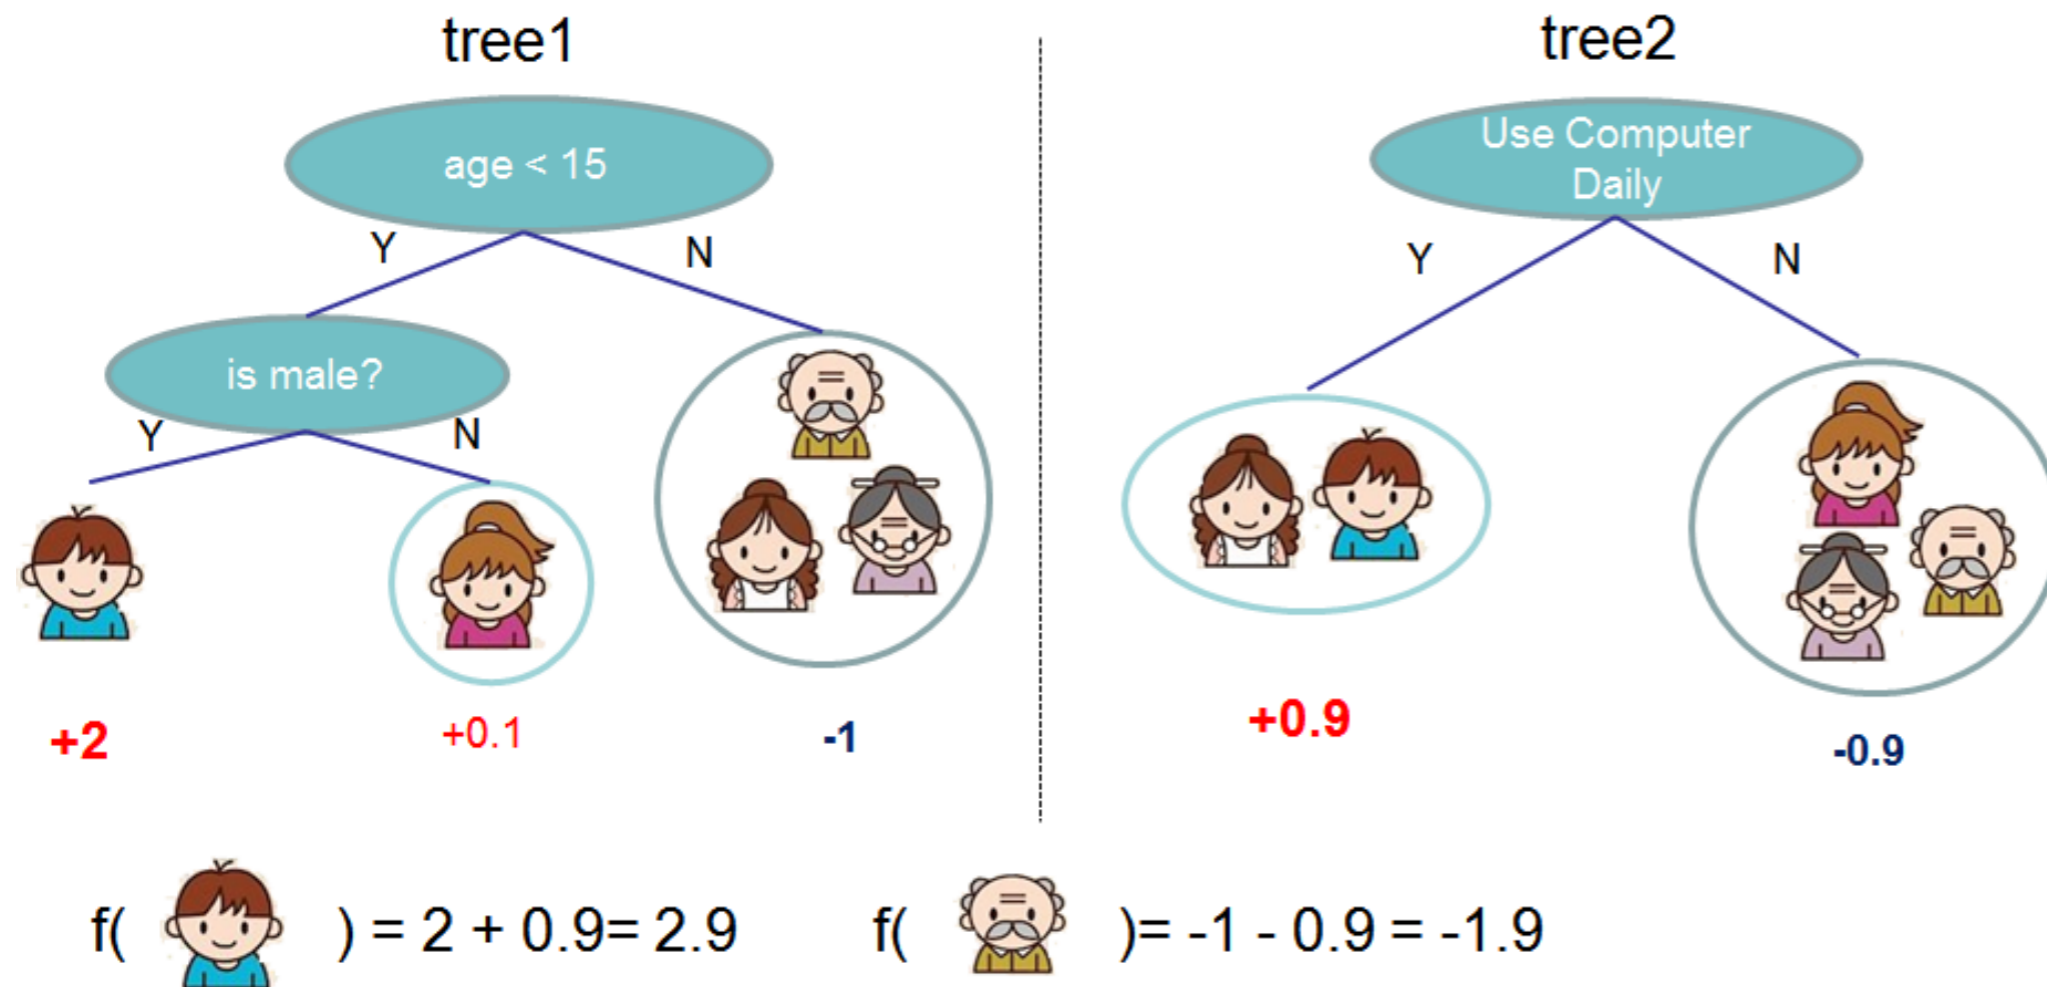 tree1
age < 15
Y
N
is male?
Y
N
+2
+0.1
-1
tree2
Use Computer
Daily
Y
N
+0.9
-0.9
f( ) = 2 + 0.9= 2.9
f( )= -1 - 0.9 = -1.9